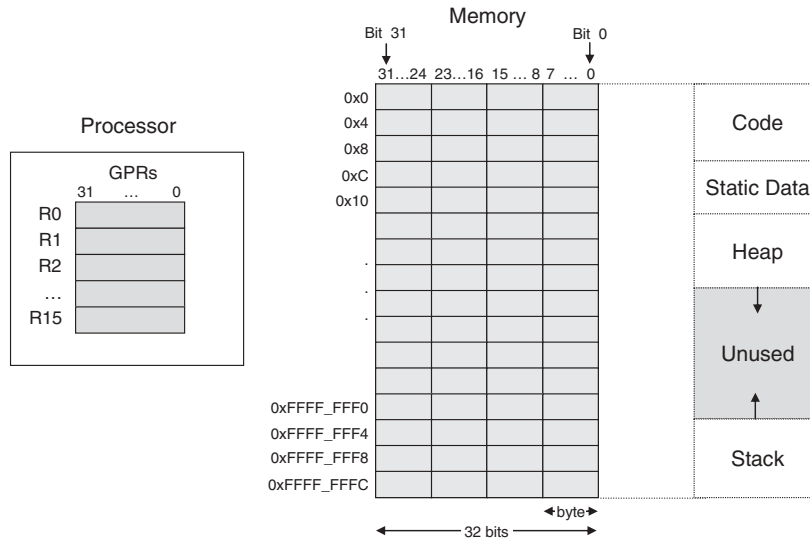 Memory
Bit 31
Bit 0
31…24 23…16 15 … 8 7 … 0
0x0
0x4
0x8
0xC
0x10
.
.
.
0xFFFF_FFF0
0xFFFF_FFF4
0xFFFF_FFF8
0xFFFF_FFFC
byte
32 bits
Processor
GPRs
31 … 0
R0
R1
R2
…
R15
Code
Static Data
Heap
Unused
Stack